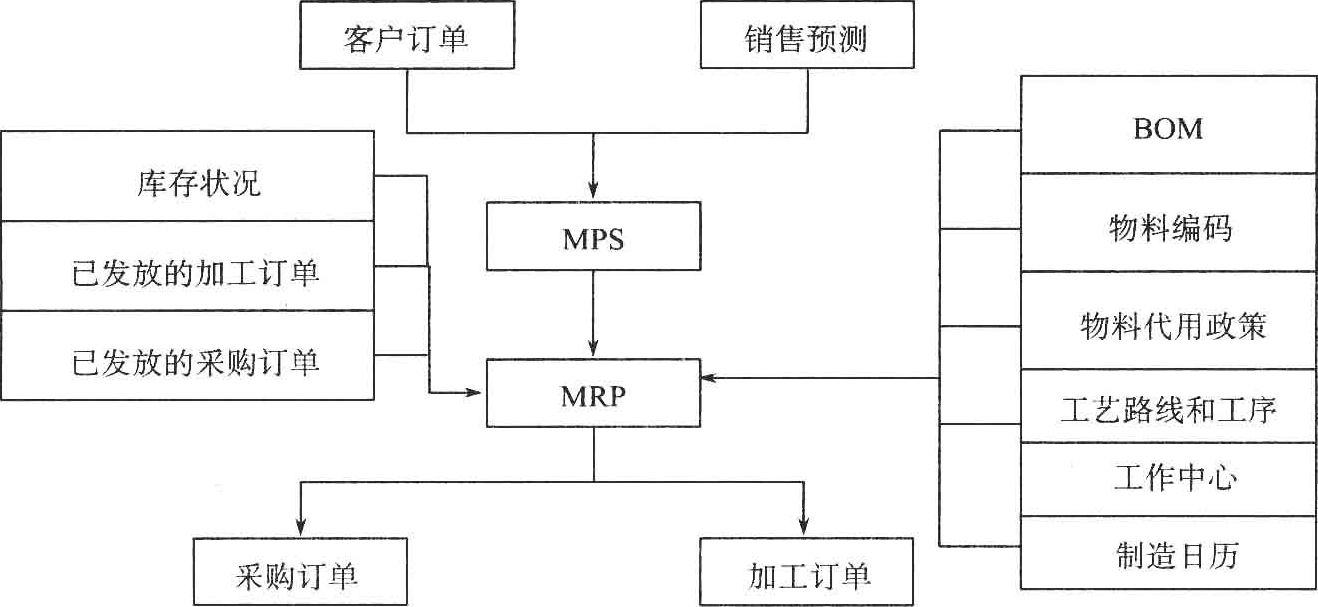 客户订单
销售预测
库存状况
已发放的加工订单
已发放的采购订单
MPS
MRP
BOM
物料编码
物料代用政策
工艺路线和工序
工作中心
制造日历
采购订单
加工订单